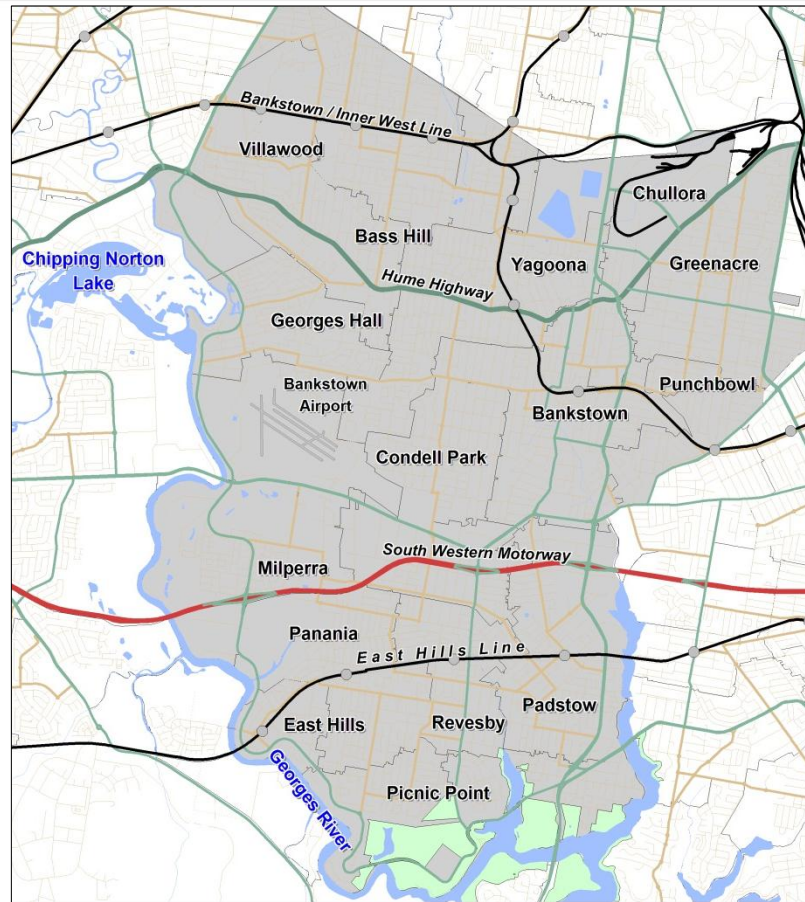 Bankstown / Inner West Line
Villawood
Chullora
Bass Hill
Yagoona
Greenacre
Chipping Norton
Lake
Hume Highway
Georges Hall
Bankstown
Airport
Punchbowl
Bankstown
Condell Park
South Western Motorway
Milperra
Panania
East Hills Line
Padstow
East Hills
Revesby
Georges River
Picnic Point